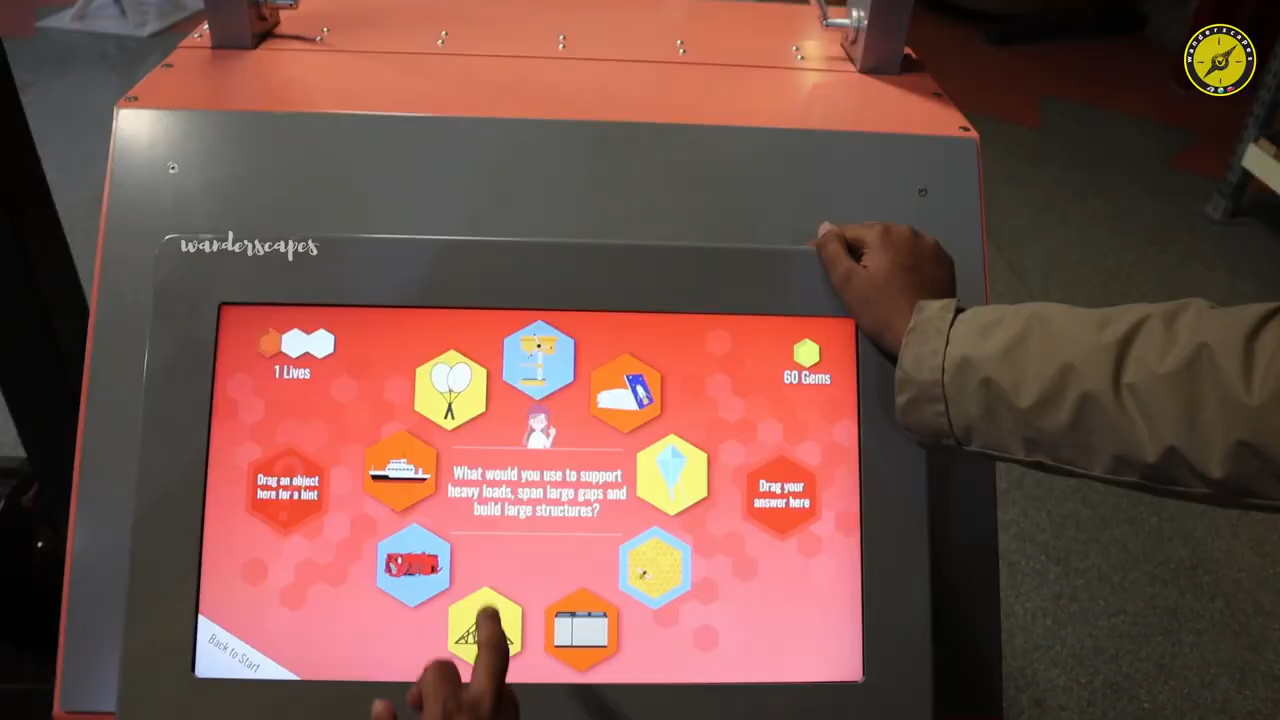 wanderscapes
wanderscapes
1 Lives
60 Gems
What would you use to support
heavy loads, span large gaps and
build large structures?
Drag an object
here for a hint
Drag your
answer here
Back to Start